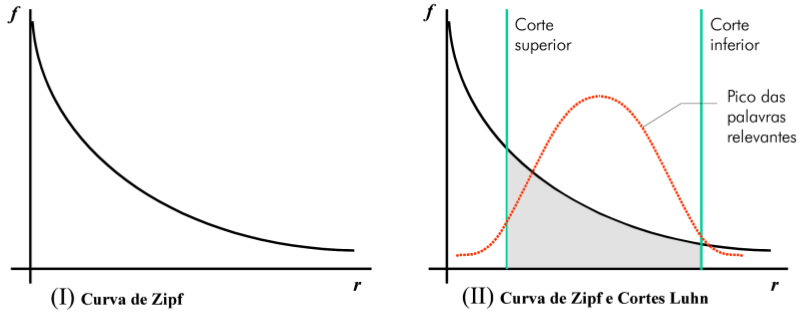 f
r
(I) Curva de Zipf
f
Corte
superior
Corte
inferior
Pico das
palavras
relevantes
r
(II) Curva de Zipf e Cortes Luhn